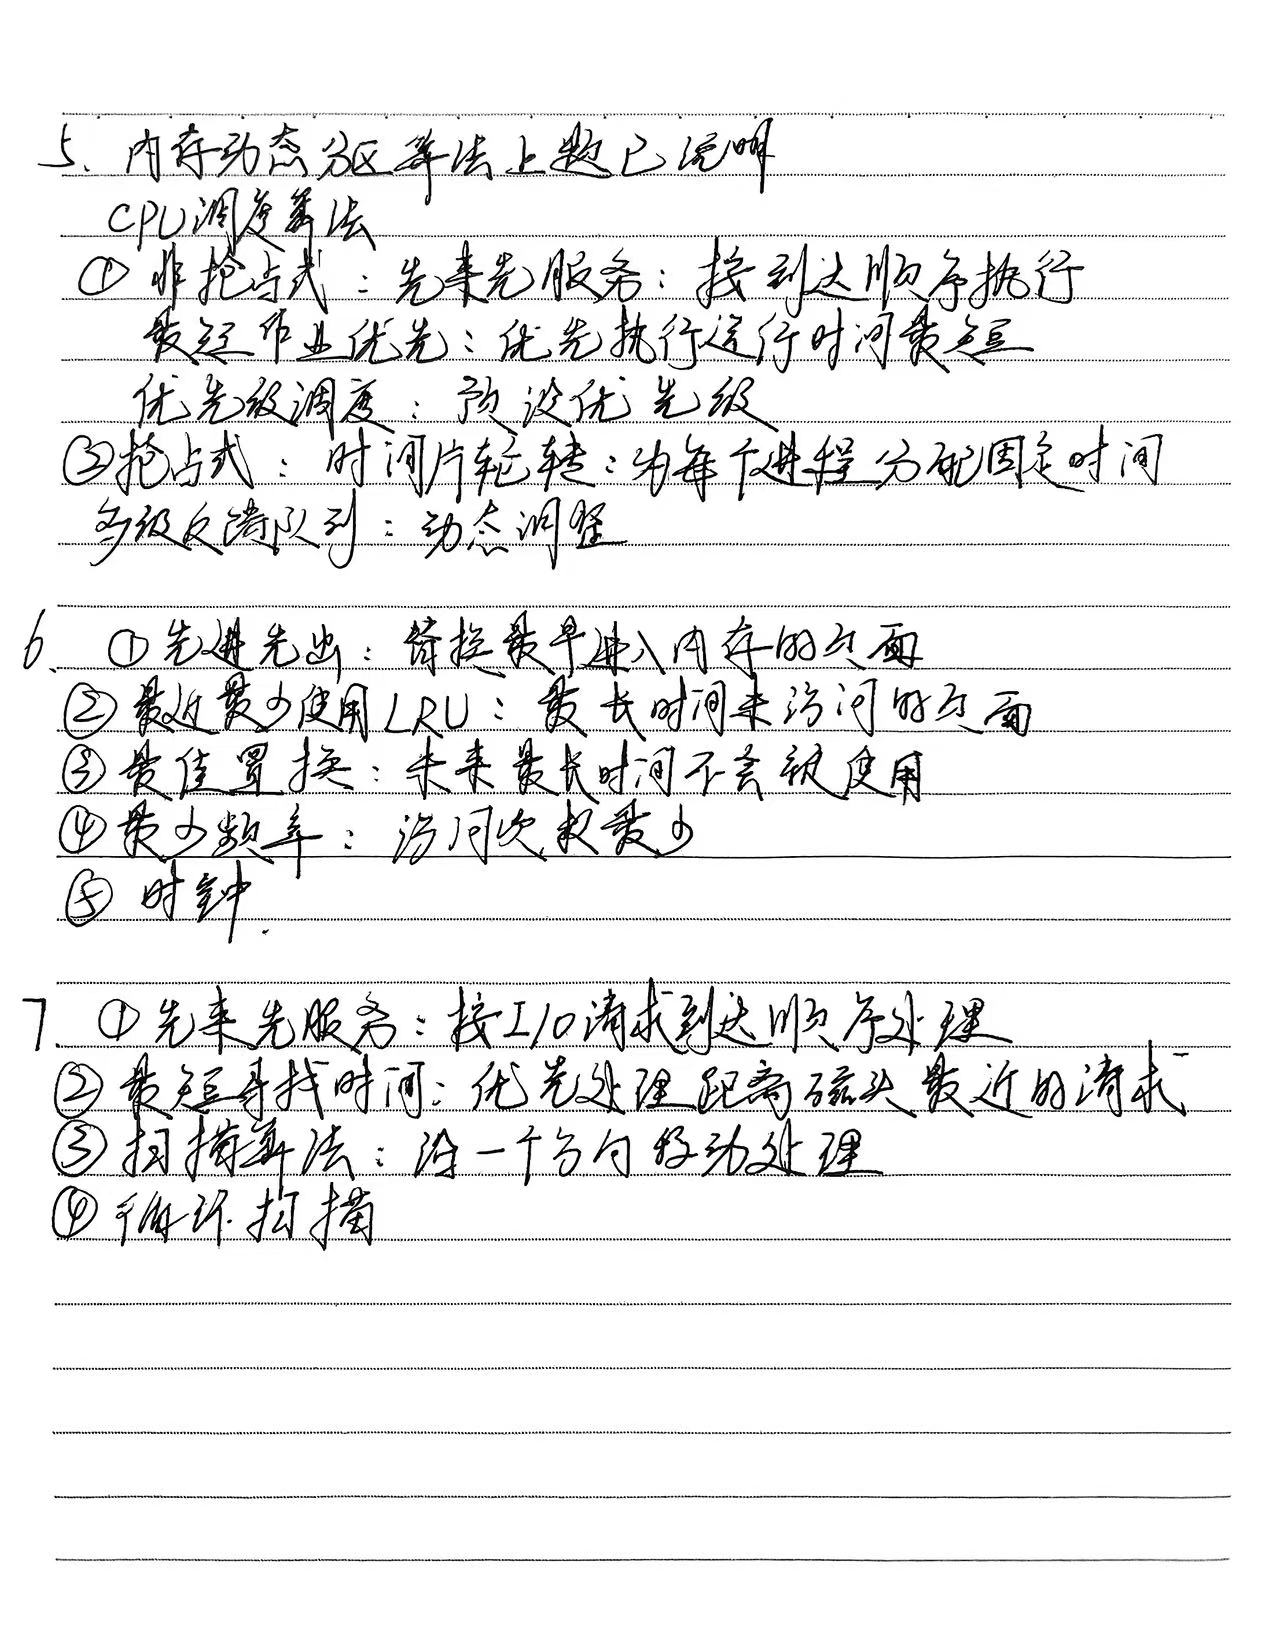 5. 内存动态分区算法上题已说明
CPU调度算法
① 非抢占式：先来先服务：按到达顺序执行
最短作业优先：优先执行运行时间最短
优先级调度：预设优先级
②抢占式：时间片轮转：为每个进程分配固定时间
多级反馈队列：动态调整
6. ①先进先出：替换最早进入内存的页面
②最近最少使用LRU：最长时间未访问的页面
③最佳置换：未来最长时间不会被使用
④最少频率：访问次数最少
⑤时钟.
7. ①先来先服务：按I/O请求到达顺序处理
②最短寻找时间：优先处理距离磁头最近的请求
③扫描算法：沿一个方向移动处理
④循环扫描